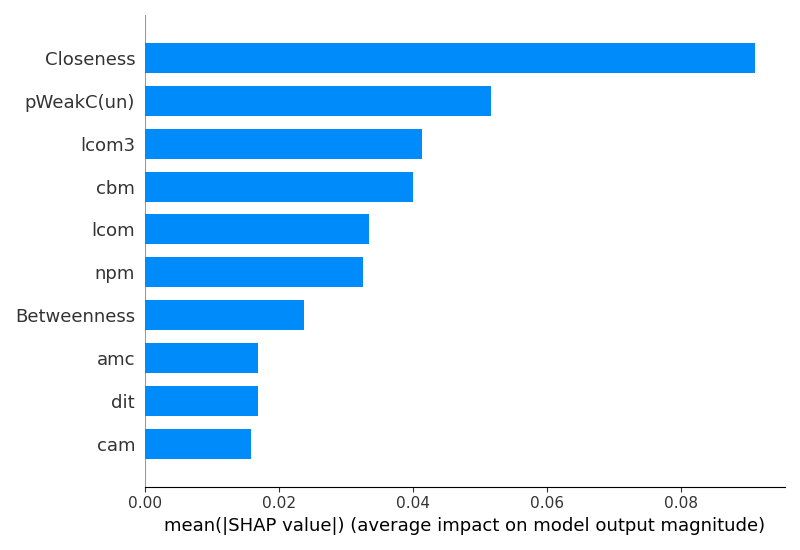 Closeness
pWeakC(un)
lcom3
cbm
lcom
npm
Betweenness
amc
dit
cam
0.00 0.02 0.04 0.06 0.08
mean(|SHAP value|) (average impact on model output magnitude)